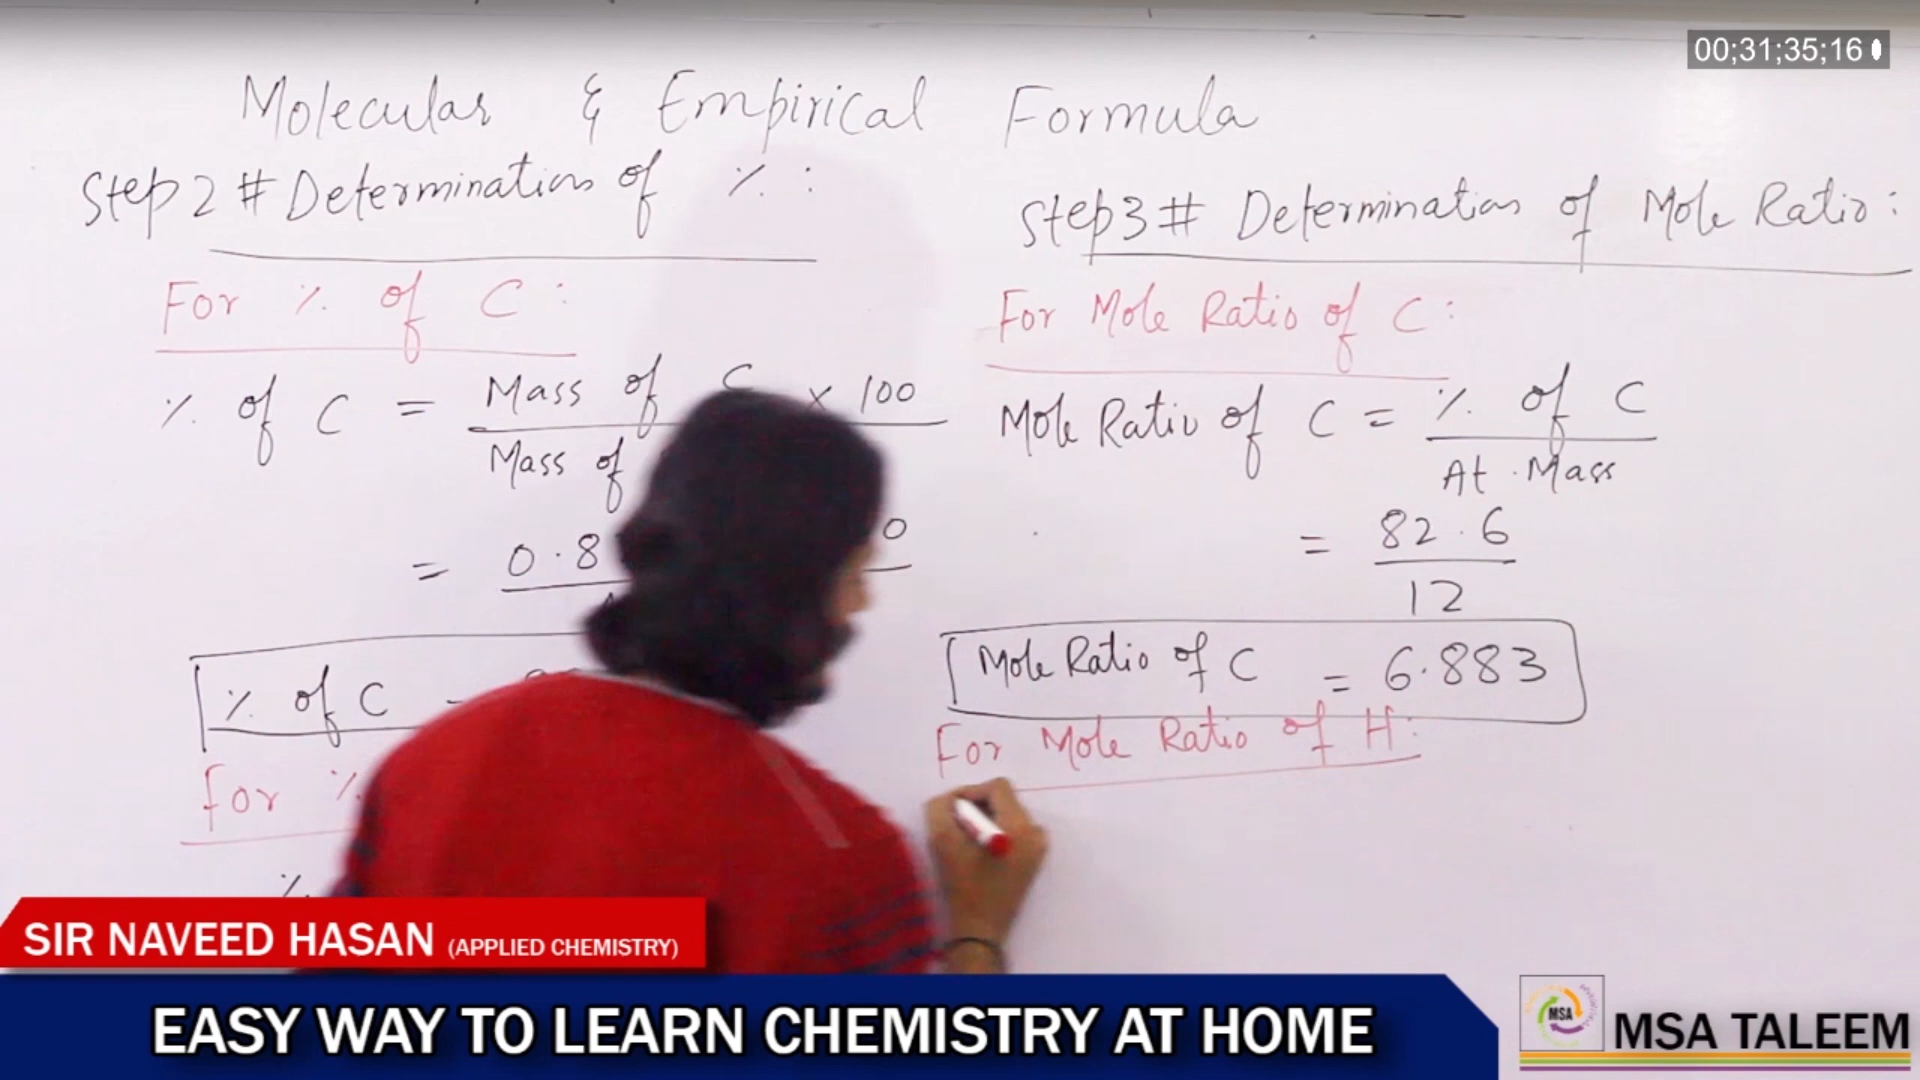 00;31;35;16
Molecular & Empirical Formula
Step 2 # Determination of % :
For % of C :
% of C = Mass of C × 100
Mass of
= 0.8 0
% of C =
For %
%
Step 3 # Determination of Mole Ratio :
For Mole Ratio of C :
Mole Ratio of C = % of C
At. Mass
= 82.6
12
Mole Ratio of C = 6.883
For Mole Ratio of H :
SIR NAVEED HASAN (APPLIED CHEMISTRY)
EASY WAY TO LEARN CHEMISTRY AT HOME
MSA
MSA TALEEM